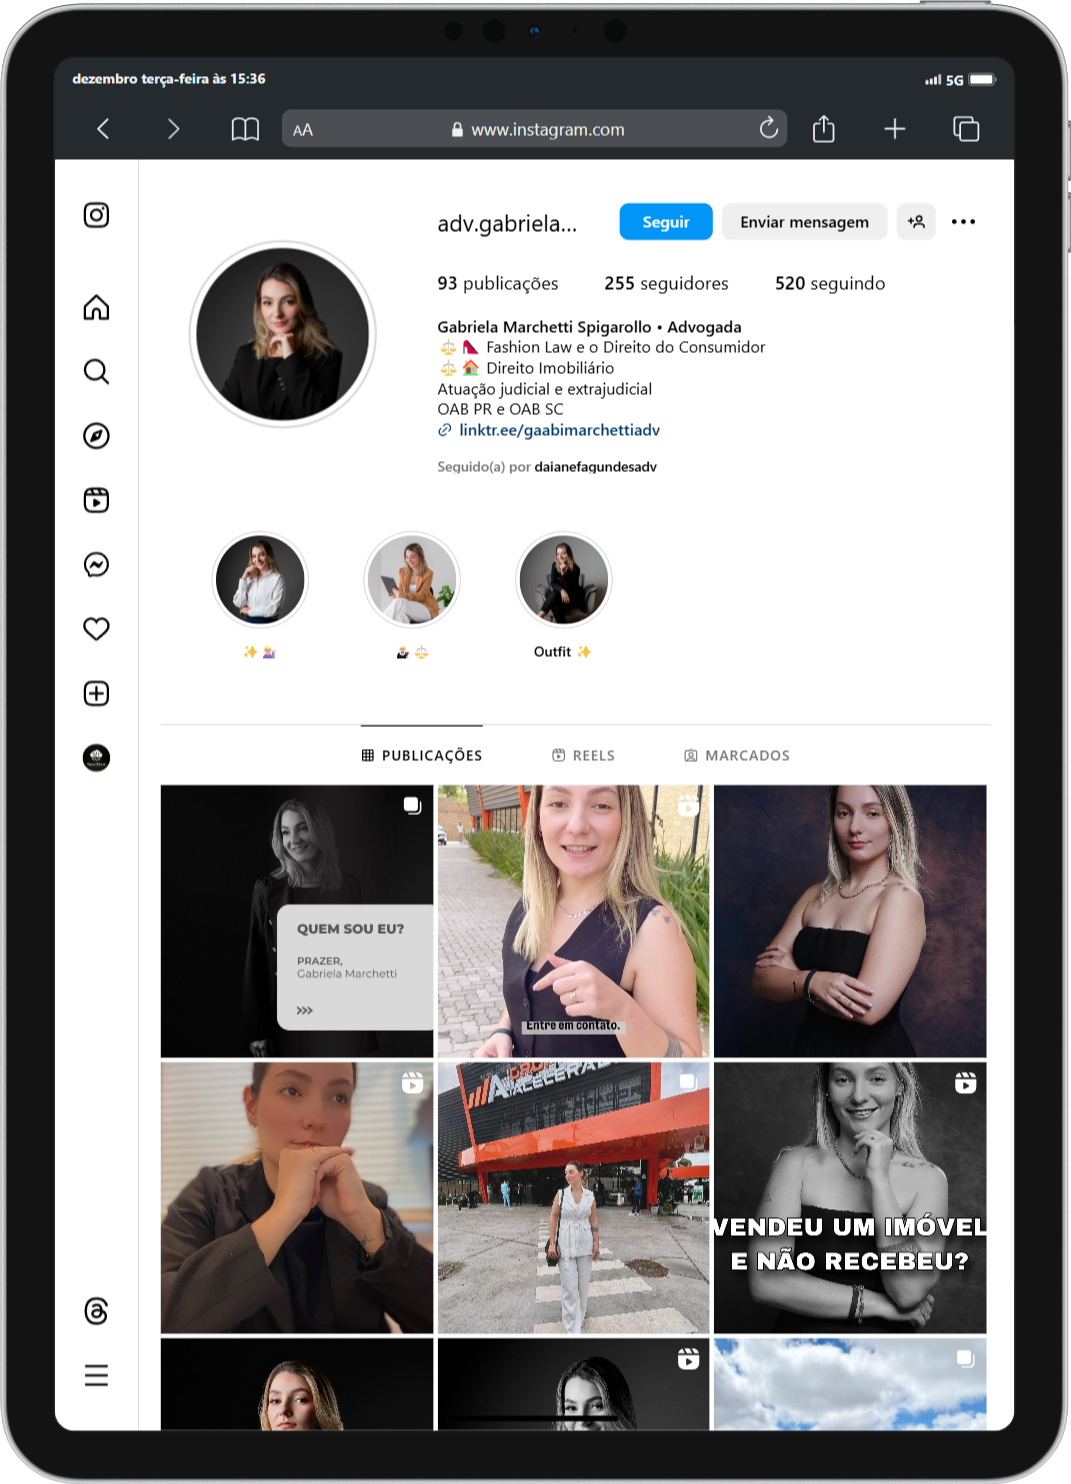 dezembro terça-feira às 15:36
5G
AA
www.instagram.com
adv.gabriela...
Seguir
Enviar mensagem
93 publicações
255 seguidores
520 seguindo
Gabriela Marchetti Spigarollo • Advogada
⚖️👠 Fashion Law e o Direito do Consumidor
⚖️🏠 Direito Imobiliário
Atuação judicial e extrajudicial
OAB PR e OAB SC
linktr.ee/gaabimarchettiadv
Seguido(a) por daianefagundesadv
Outfit ✨
PUBLICAÇÕES
REELS
MARCADOS
QUEM SOU EU?
PRAZER,
Gabriela Marchetti
>>>
Entre em contato.
VENDEU UM IMÓVEL
E NÃO RECEBEU?